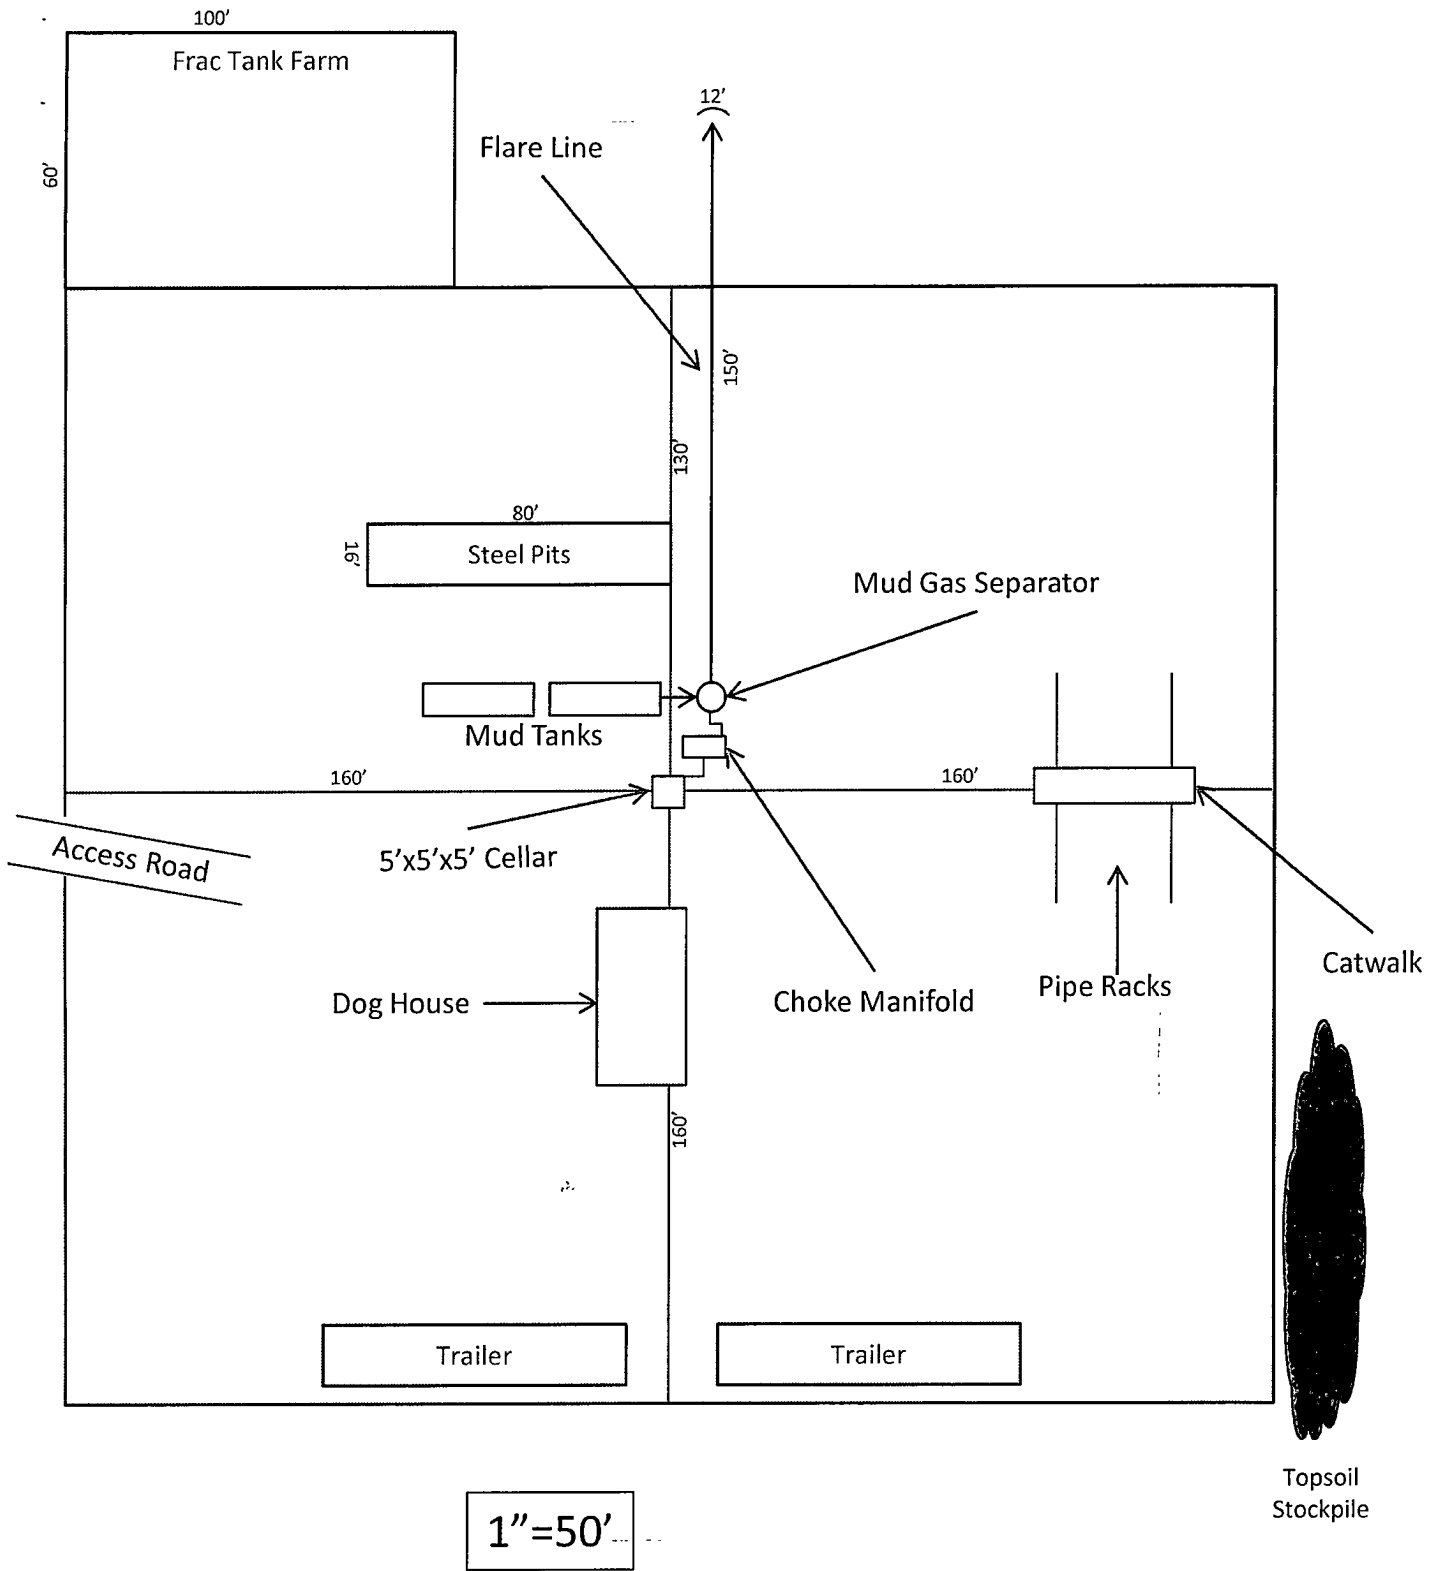 100’
Frac Tank Farm
60’
12’
Flare Line
150’
130’
80’
16’
Steel Pits
Mud Gas Separator
Mud Tanks
160’
160’
Access Road
5’x5’x5’ Cellar
Catwalk
Dog House
Choke Manifold
Pipe Racks
160’
Trailer
Trailer
Topsoil
Stockpile
1”=50’